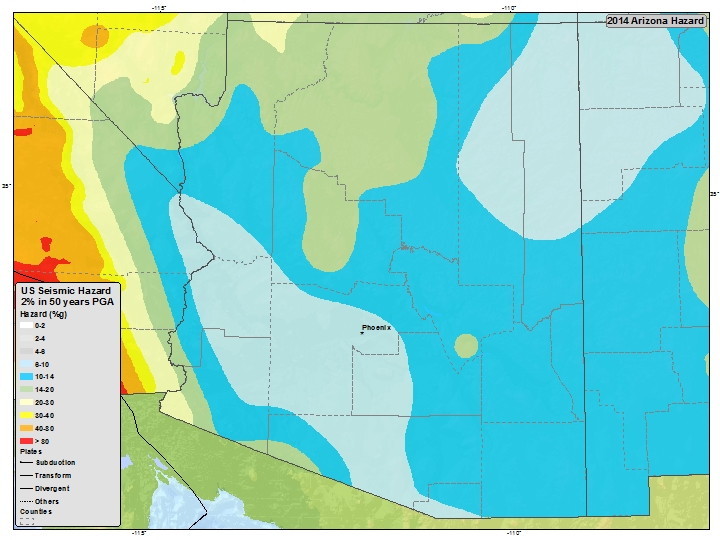 -115°
-110°
2014 Arizona Hazard
35°
35°
Phoenix
US Seismic Hazard
2% in 50 years PGA
Hazard (%g)
0-2
2-4
4-6
6-10
10-14
14-20
20-30
30-40
40-80
> 80
Plates
Subduction
Transform
Divergent
Others
Counties
-115°
-110°